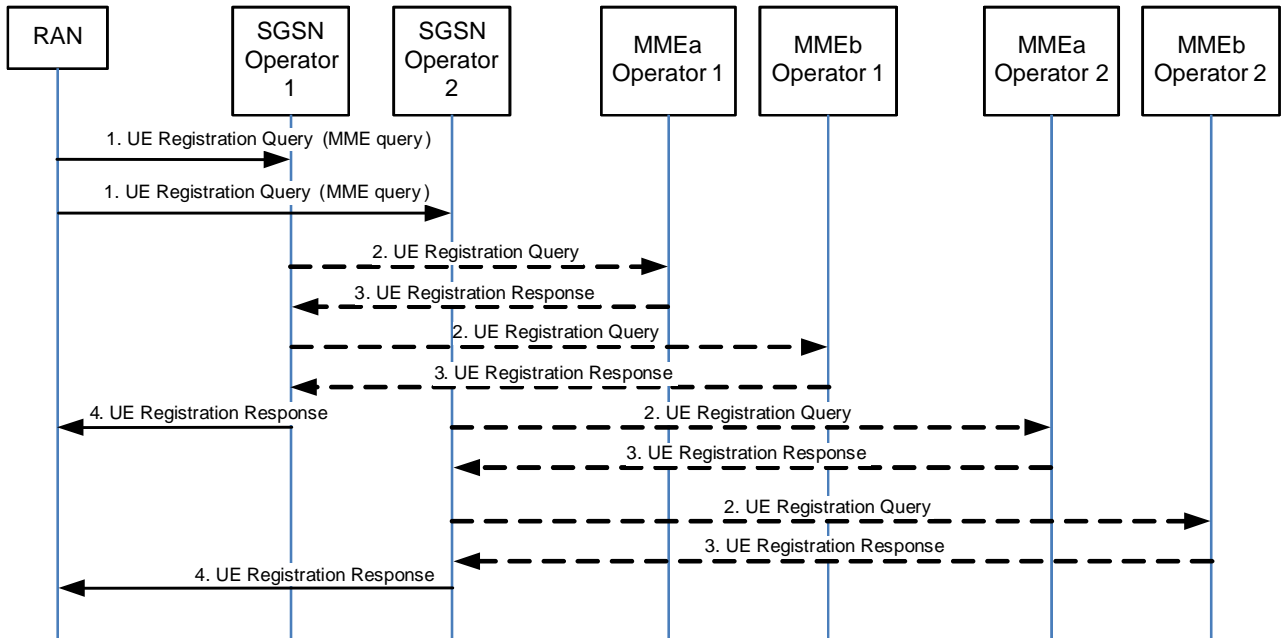 RAN
SGSN
Operator
1
SGSN
Operator
2
MMEa
Operator 1
MMEb
Operator 1
MMEa
Operator 2
MMEb
Operator 2
1. UE Registration Query (MME query)
1. UE Registration Query (MME query)
2. UE Registration Query
3. UE Registration Response
2. UE Registration Query
3. UE Registration Response
4. UE Registration Response
2. UE Registration Query
3. UE Registration Response
2. UE Registration Query
3. UE Registration Response
4. UE Registration Response